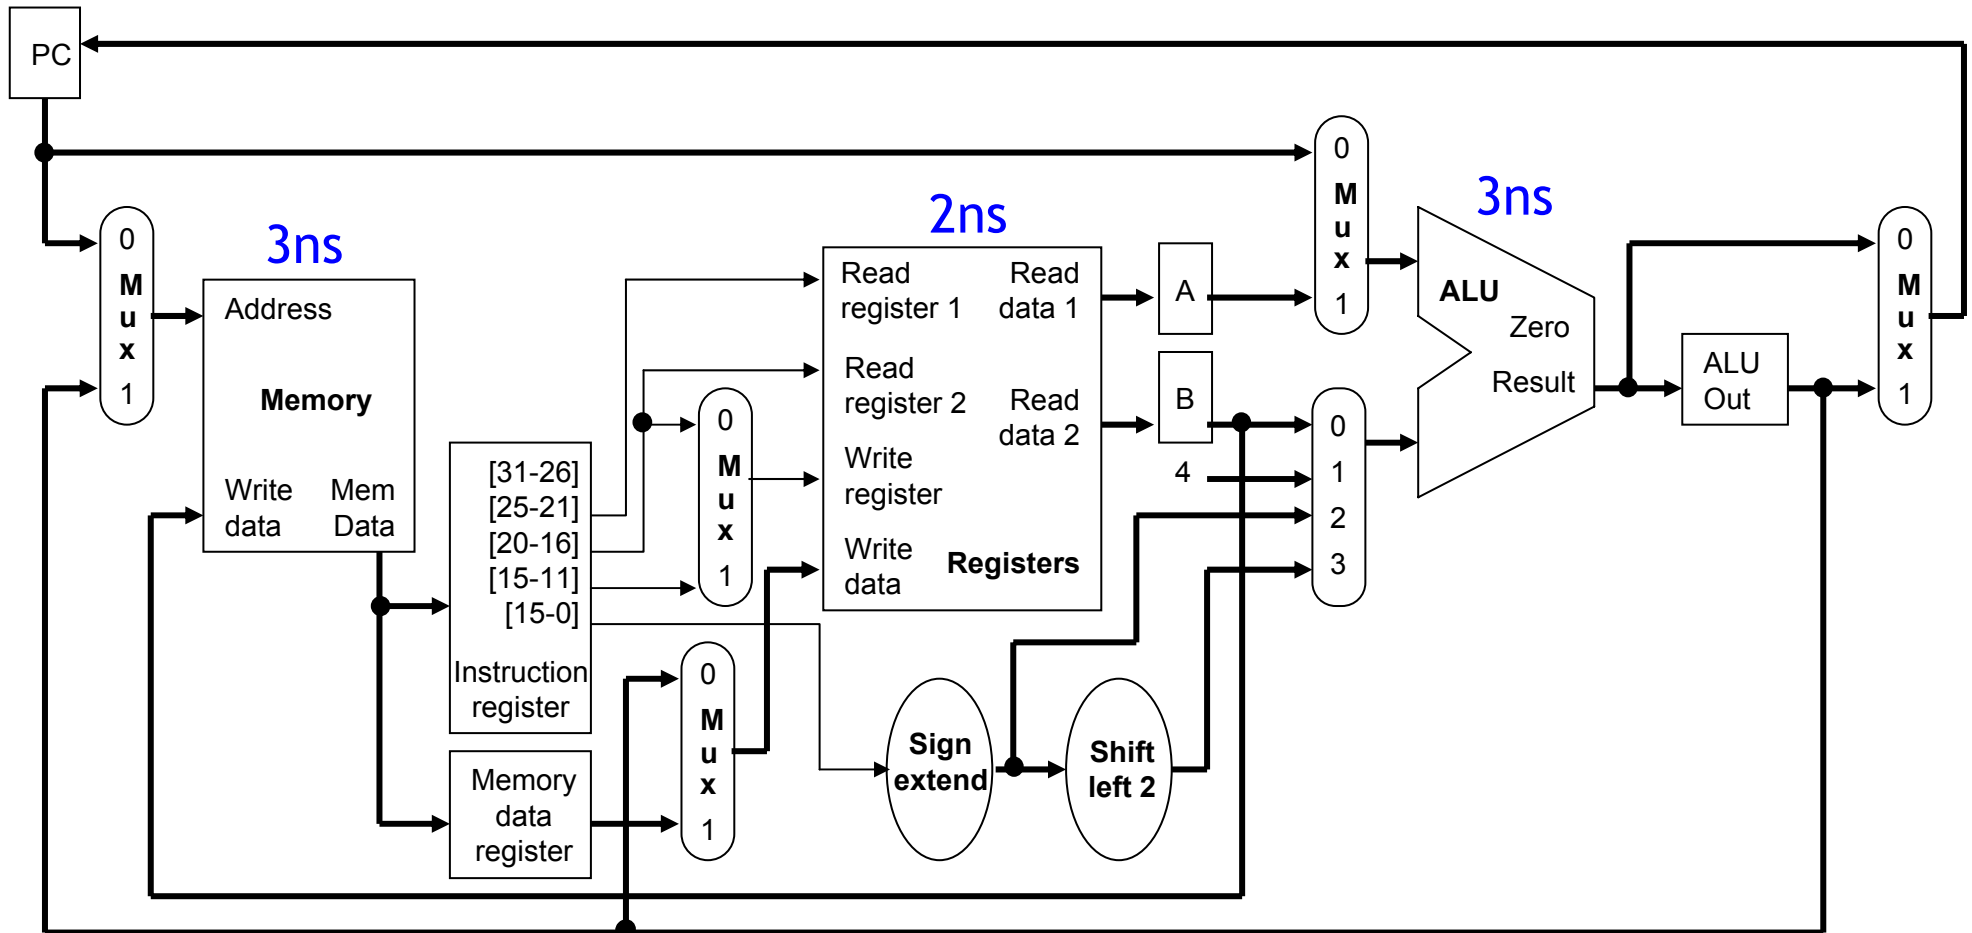 PC
0
M
u
x
1
3ns
Address
Memory
Write
data
Mem
Data
[31-26]
[25-21]
[20-16]
[15-11]
[15-0]
Instruction
register
Memory
data
register
0
M
u
x
1
0
M
u
x
1
2ns
Read
register 1
Read
data 1
Read
register 2
Read
data 2
Write
register
Write
data
Registers
Sign
extend
Shift
left 2
A
B
4
0
M
u
x
1
0
1
2
3
3ns
ALU
Zero
Result
ALU
Out
0
M
u
x
1